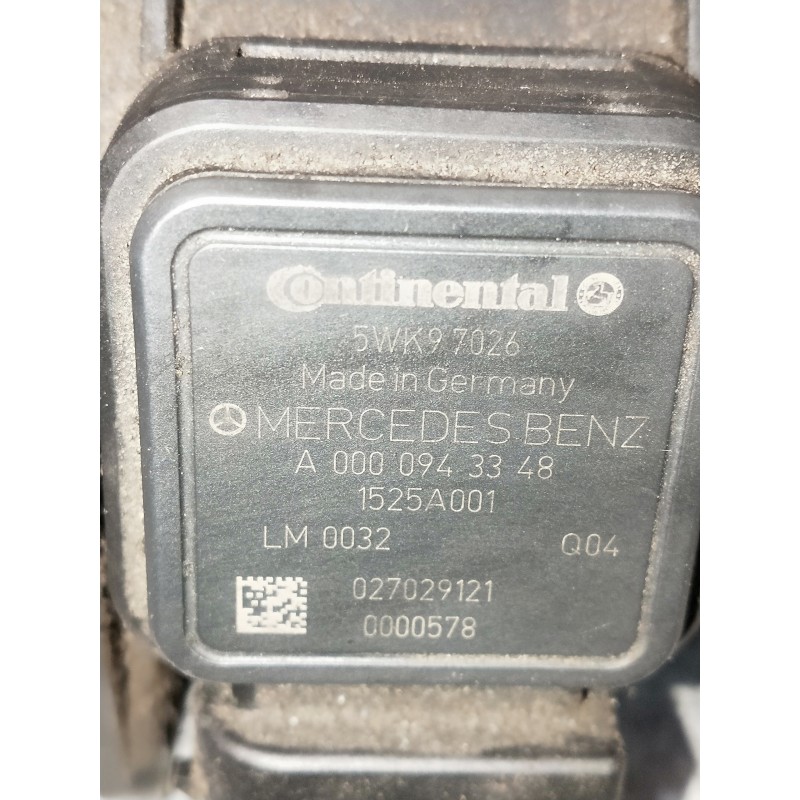 Continental
5WK9 7026
Made in Germany
MERCEDES BENZ
A 000 094 33 48
1525A001
LM 0032 Q04
027029121
0000578